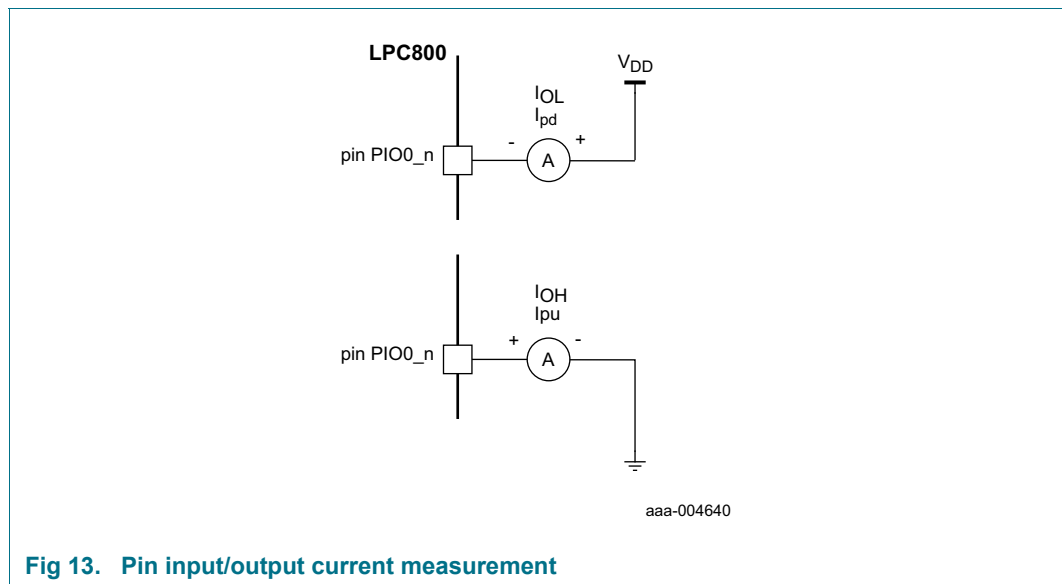 LPC800
VDD
IOL
Ipd
- +
A
pin PIO0_n
IOH
Ipu
+ -
A
pin PIO0_n
aaa-004640
Fig 13. Pin input/output current measurement